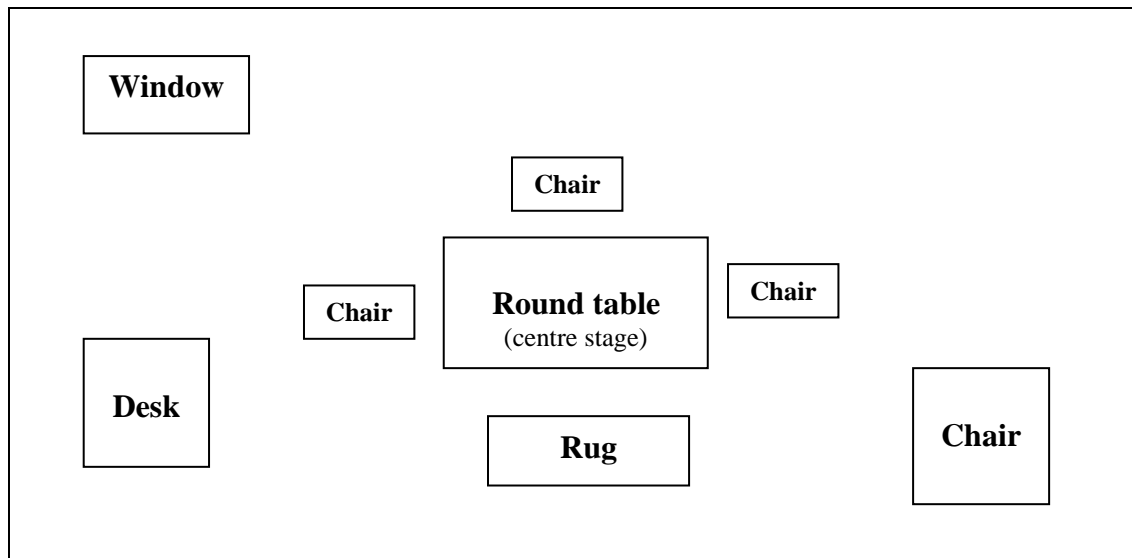 Window
Chair
Chair
Round table
(centre stage)
Chair
Desk
Rug
Chair